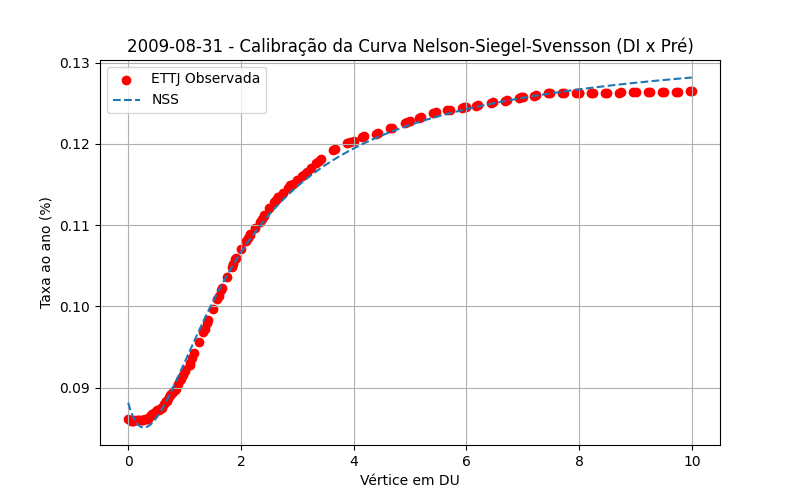 2009-08-31 - Calibração da Curva Nelson-Siegel-Svensson (DI x Pré)
ETTJ Observada
NSS
Taxa ao ano (%)
0.13
0.12
0.11
0.10
0.09
0 2 4 6 8 10
Vértice em DU